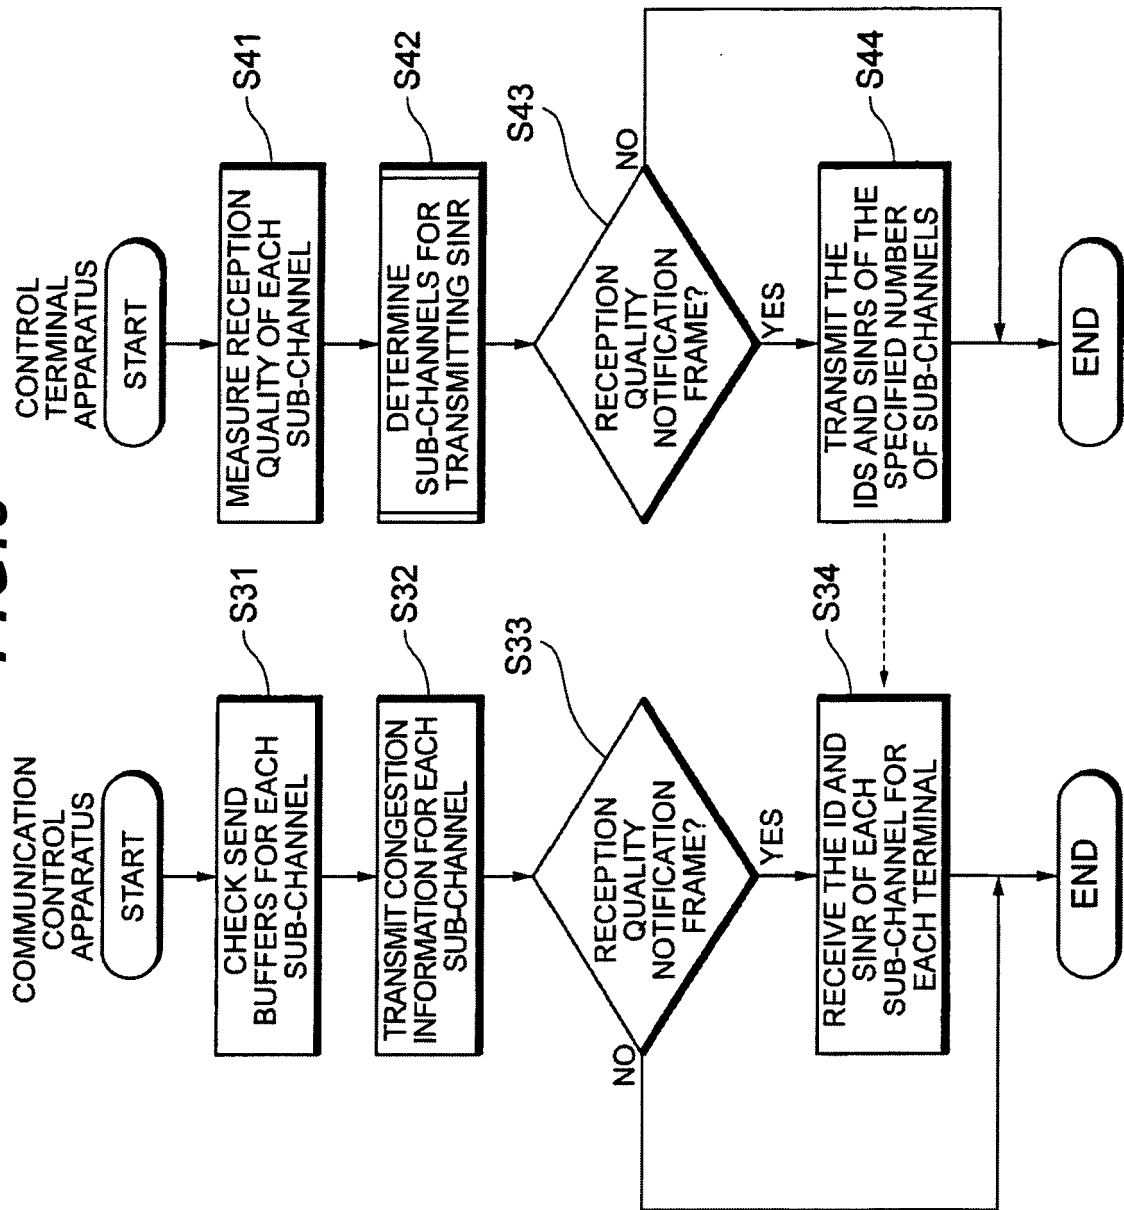 COMMUNICATION
CONTROL
APPARATUS
START
CHECK SEND
BUFFERS FOR EACH
SUB-CHANNEL
S31
TRANSMIT CONGESTION
INFORMATION FOR EACH
SUB-CHANNEL
S32
RECEPTION
QUALITY
NOTIFICATION
FRAME?
S33
NO
YES
RECEIVE THE ID AND
SINR OF EACH
SUB-CHANNEL FOR
EACH TERMINAL
S34
END
CONTROL
TERMINAL
APPARATUS
START
MEASURE RECEPTION
QUALITY OF EACH
SUB-CHANNEL
S41
DETERMINE
SUB-CHANNELS FOR
TRANSMITTING SINR
S42
RECEPTION
QUALITY
NOTIFICATION
FRAME?
S43
NO
YES
TRANSMIT THE
IDS AND SINRS OF THE
SPECIFIED NUMBER
OF SUB-CHANNELS
S44
END